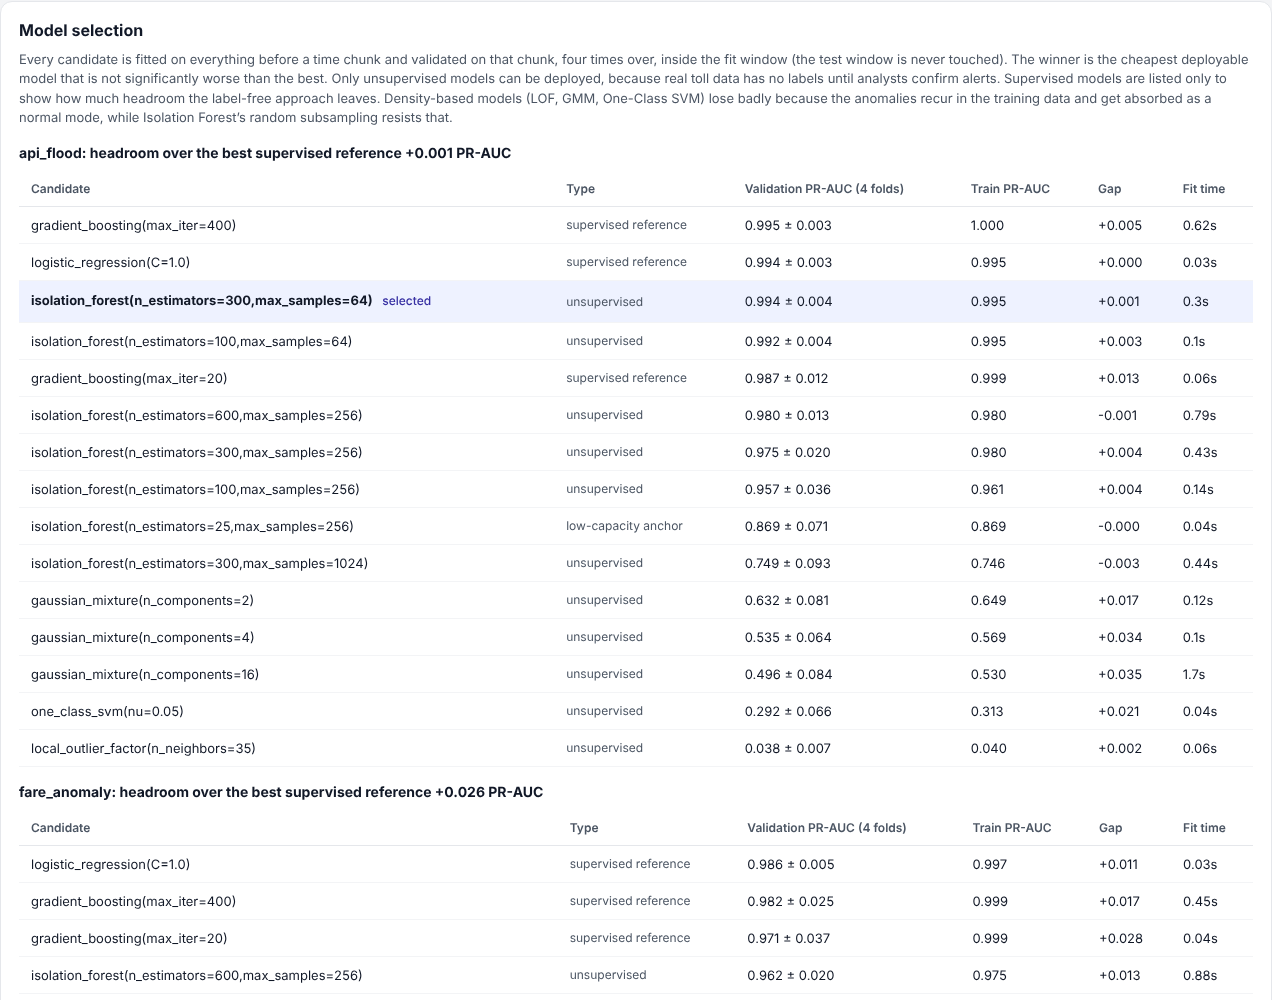 Model selection
Every candidate is fitted on everything before a time chunk and validated on that chunk, four times over, inside the fit window (the test window is never touched). The winner is the cheapest deployable
model that is not significantly worse than the best. Only unsupervised models can be deployed, because real toll data has no labels until analysts confirm alerts. Supervised models are listed only to
show how much headroom the label-free approach leaves. Density-based models (LOF, GMM, One-Class SVM) lose badly because the anomalies recur in the training data and get absorbed as a
normal mode, while Isolation Forest's random subsampling resists that.
api_flood: headroom over the best supervised reference +0.001 PR-AUC
Candidate Type Validation PR-AUC (4 folds) Train PR-AUC Gap Fit time
gradient_boosting(max_iter=400) supervised reference 0.995 ± 0.003 1.000 +0.005 0.62s
logistic_regression(C=1.0) supervised reference 0.994 ± 0.003 0.995 +0.000 0.03s
isolation_forest(n_estimators=300,max_samples=64) selected unsupervised 0.994 ± 0.004 0.995 +0.001 0.3s
isolation_forest(n_estimators=100,max_samples=64) unsupervised 0.992 ± 0.004 0.995 +0.003 0.1s
gradient_boosting(max_iter=20) supervised reference 0.987 ± 0.012 0.999 +0.013 0.06s
isolation_forest(n_estimators=600,max_samples=256) unsupervised 0.980 ± 0.013 0.980 -0.001 0.79s
isolation_forest(n_estimators=300,max_samples=256) unsupervised 0.975 ± 0.020 0.980 +0.004 0.43s
isolation_forest(n_estimators=100,max_samples=256) unsupervised 0.957 ± 0.036 0.961 +0.004 0.14s
isolation_forest(n_estimators=25,max_samples=256) low-capacity anchor 0.869 ± 0.071 0.869 -0.000 0.04s
isolation_forest(n_estimators=300,max_samples=1024) unsupervised 0.749 ± 0.093 0.746 -0.003 0.44s
gaussian_mixture(n_components=2) unsupervised 0.632 ± 0.081 0.649 +0.017 0.12s
gaussian_mixture(n_components=4) unsupervised 0.535 ± 0.064 0.569 +0.034 0.1s
gaussian_mixture(n_components=16) unsupervised 0.496 ± 0.084 0.530 +0.035 1.7s
one_class_svm(nu=0.05) unsupervised 0.292 ± 0.066 0.313 +0.021 0.04s
local_outlier_factor(n_neighbors=35) unsupervised 0.038 ± 0.007 0.040 +0.002 0.06s
fare_anomaly: headroom over the best supervised reference +0.026 PR-AUC
Candidate Type Validation PR-AUC (4 folds) Train PR-AUC Gap Fit time
logistic_regression(C=1.0) supervised reference 0.986 ± 0.005 0.997 +0.011 0.03s
gradient_boosting(max_iter=400) supervised reference 0.982 ± 0.025 0.999 +0.017 0.45s
gradient_boosting(max_iter=20) supervised reference 0.971 ± 0.037 0.999 +0.028 0.04s
isolation_forest(n_estimators=600,max_samples=256) unsupervised 0.962 ± 0.020 0.975 +0.013 0.88s